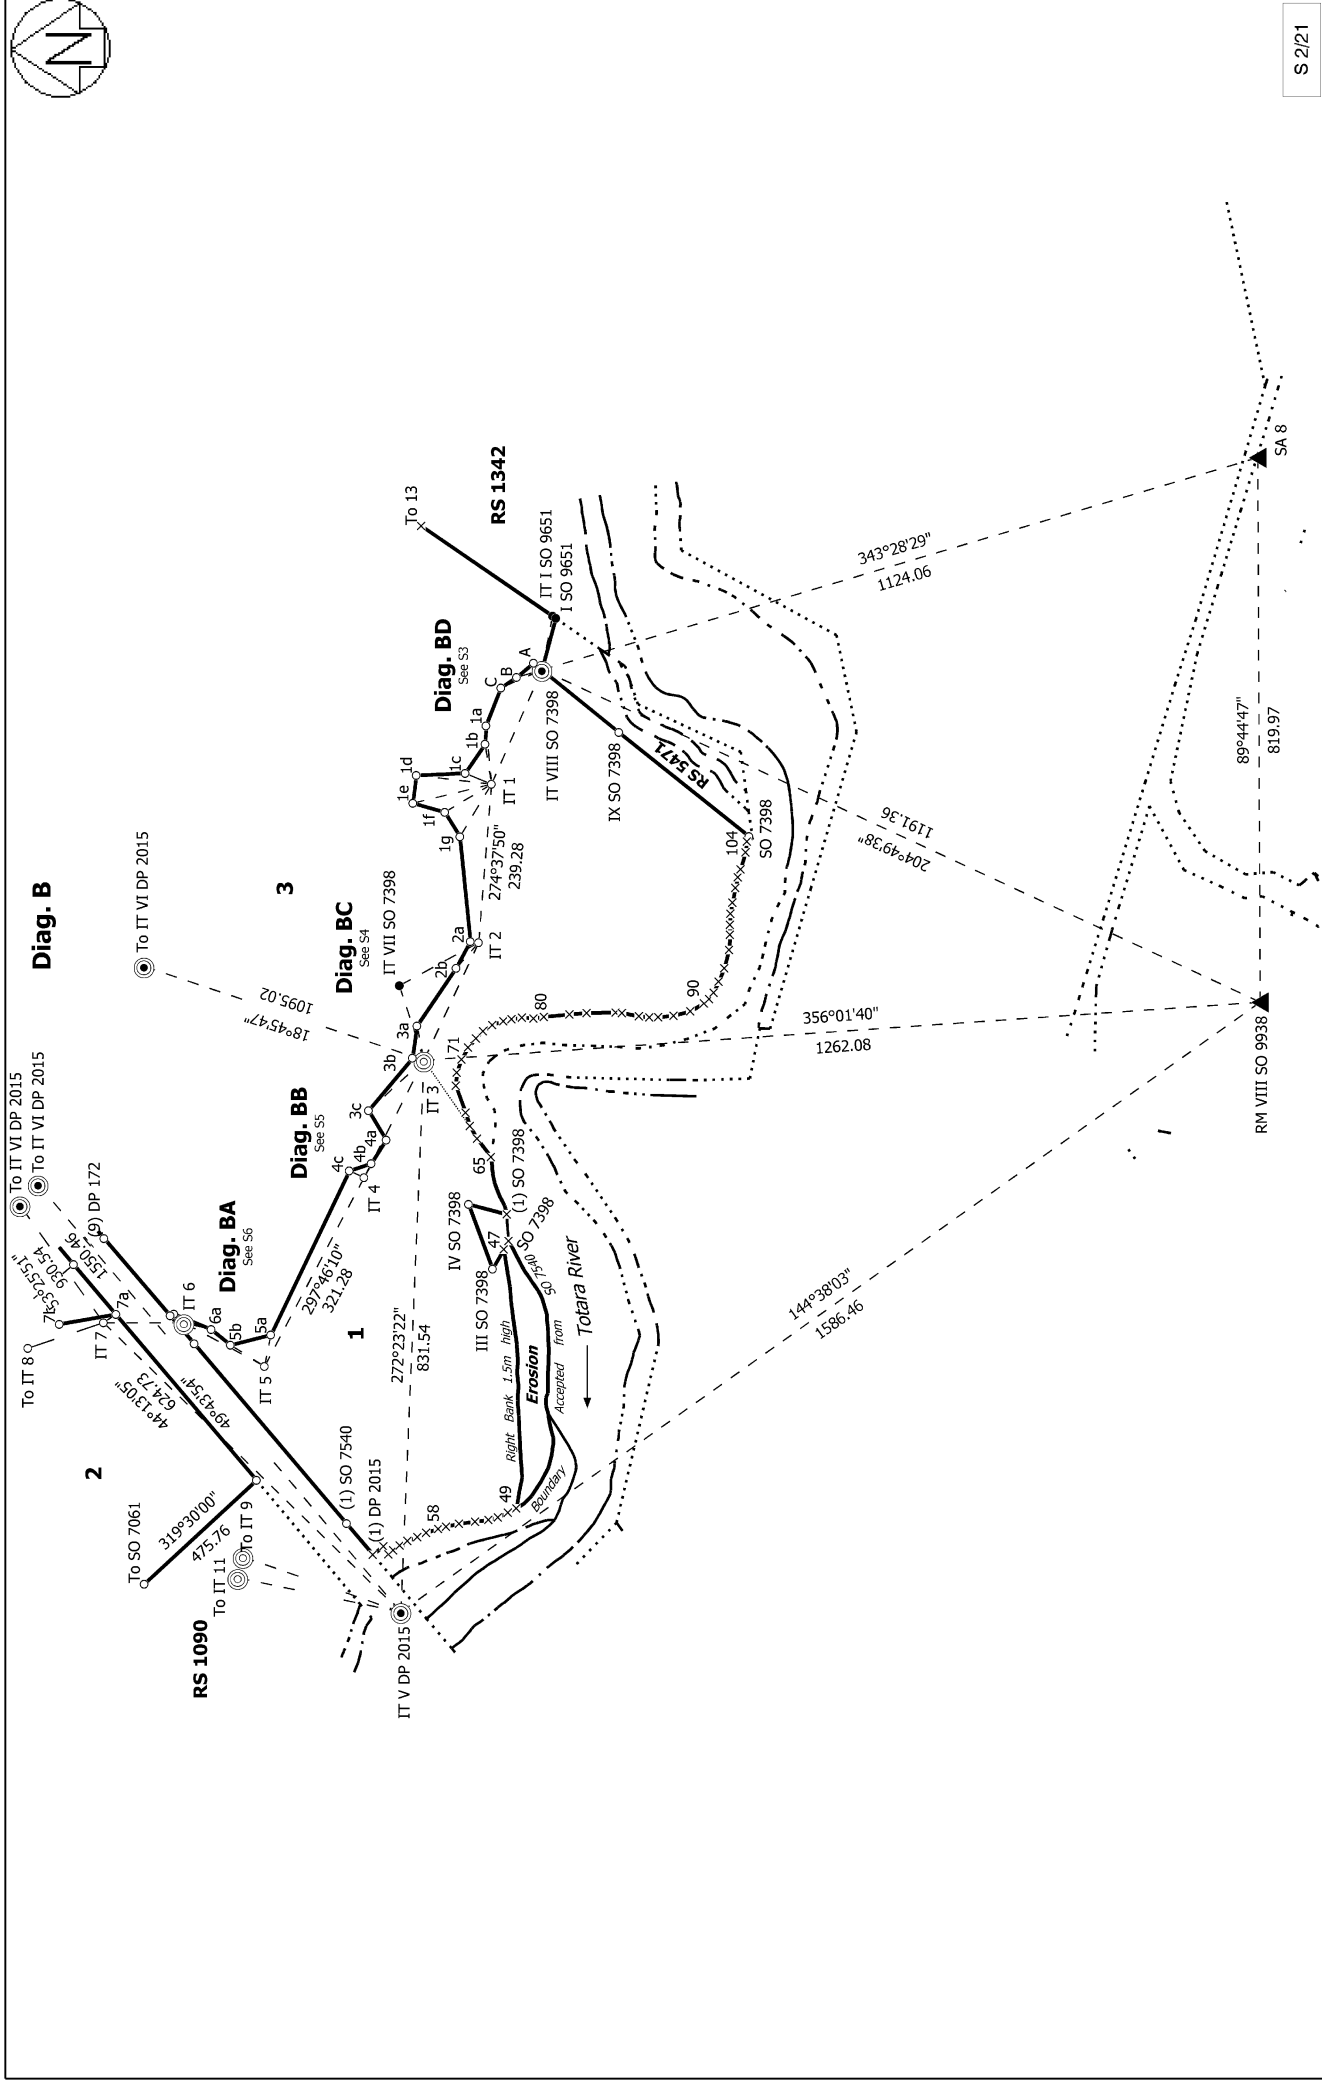 N
S 2/21
Diag. B
To IT VI DP 2015
To IT VI DP 2015
To IT VI DP 2015
53°25'51"
930.54
1550.46
(9) DP 172
To IT 8
7a
IT 7
IT 6
6a
5b
5a
IT 5
Diag. BA
See S6
44°13'05"
624.73
49°43'54"
2
To SO 7061
319°30'00"
475.76
To IT 9
To IT 11
RS 1090
(1) SO 7540
(1) DP 2015
IT V DP 2015
297°46'10"
321.28
1
272°23'22"
831.54
Diag. BB
See S5
4c
4b
4a
IT 4
3c
3b
3a
IT 3
18°45'47"
1095.02
3
Diag. BC
See S4
IT VII SO 7398
2b
2a
IT 2
274°37'50"
239.28
1g
1f
1e
1d
1c
1b
1a
IT 1
Diag. BD
See S3
C
B
A
IT VIII SO 7398
IT I SO 9651
I SO 9651
To 13
RS 1342
IX SO 7398
RS 5471
104
SO 7398
90
80
71
65
(1) SO 7398
IV SO 7398
47
SO 7398
III SO 7398
SO 7540
Right Bank 1.5m high
Erosion
Accepted from
Boundary
Totara River
49
58
343°28'29"
1124.06
204°49'38"
1191.36
356°01'40"
1262.08
144°38'03"
1586.46
89°44'47"
819.97
SA 8
RM VIII SO 9938